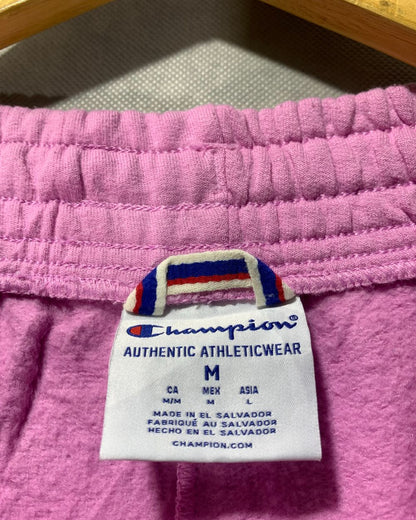 Champion®
AUTHENTIC ATHLETICWEAR
M
CA MEX ASIA
M/M M L
MADE IN EL SALVADOR
FABRIQUÉ AU SALVADOR
HECHO EN EL SALVADOR
CHAMPION.COM